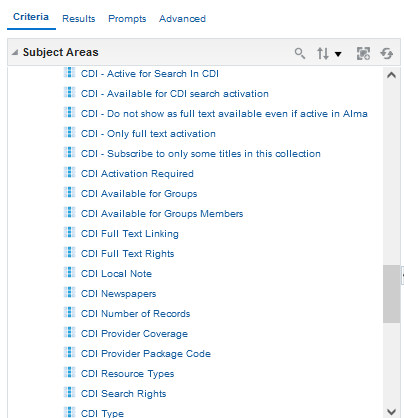 Criteria Results Prompts Advanced
Subject Areas
CDI - Active for Search In CDI
CDI - Available for CDI search activation
CDI - Do not show as full text available even if active in Alma
CDI - Only full text activation
CDI - Subscribe to only some titles in this collection
CDI Activation Required
CDI Available for Groups
CDI Available for Groups Members
CDI Full Text Linking
CDI Full Text Rights
CDI Local Note
CDI Newspapers
CDI Number of Records
CDI Provider Coverage
CDI Provider Package Code
CDI Resource Types
CDI Search Rights
CDI Type